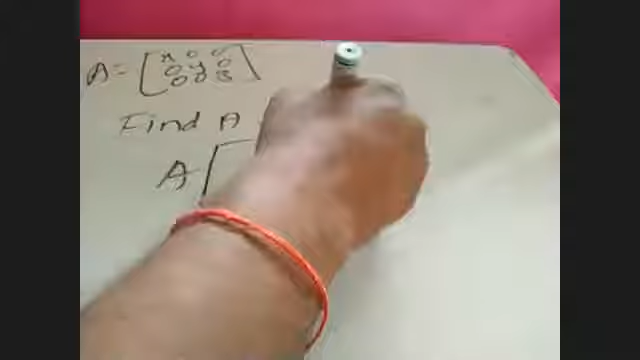 A = [x 0 0
0 y 0
0 0 3]
Find A
A [